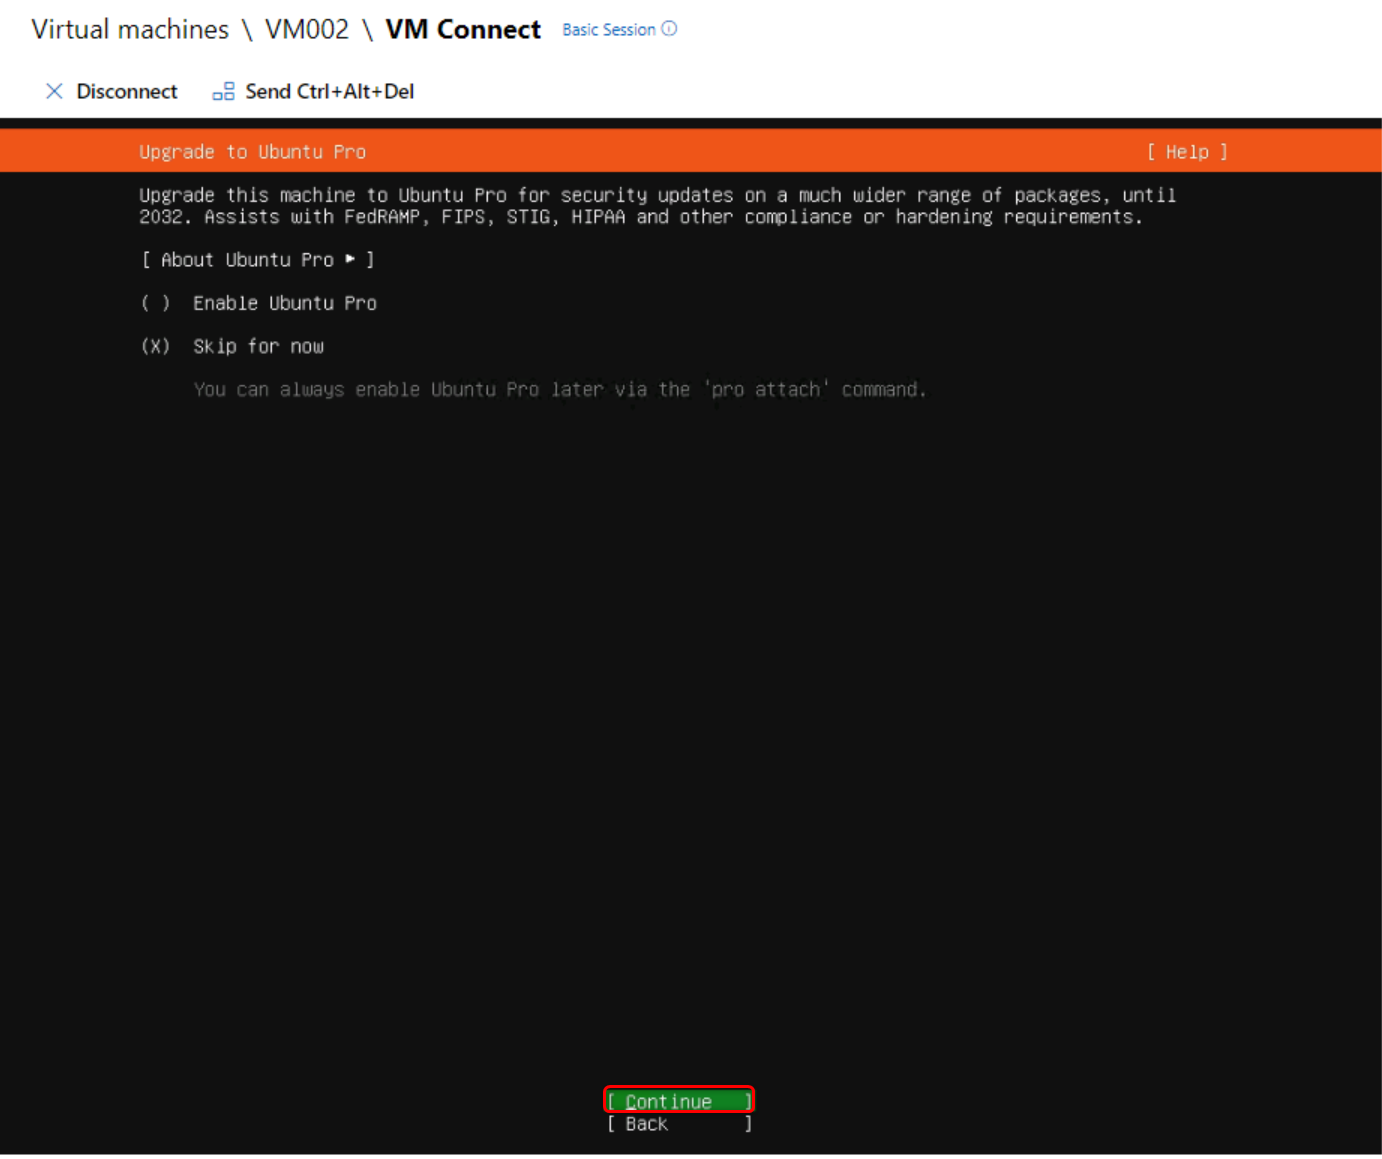 Virtual machines \ VM002 \ VM Connect Basic Session
Disconnect Send Ctrl+Alt+Del
Upgrade to Ubuntu Pro [ Help ]
Upgrade this machine to Ubuntu Pro for security updates on a much wider range of packages, until
2032. Assists with FedRAMP, FIPS, STIG, HIPAA and other compliance or hardening requirements.
[ About Ubuntu Pro ► ]
( ) Enable Ubuntu Pro
(X) Skip for now
You can always enable Ubuntu Pro later via the 'pro attach' command.
[ Continue ]
[ Back ]